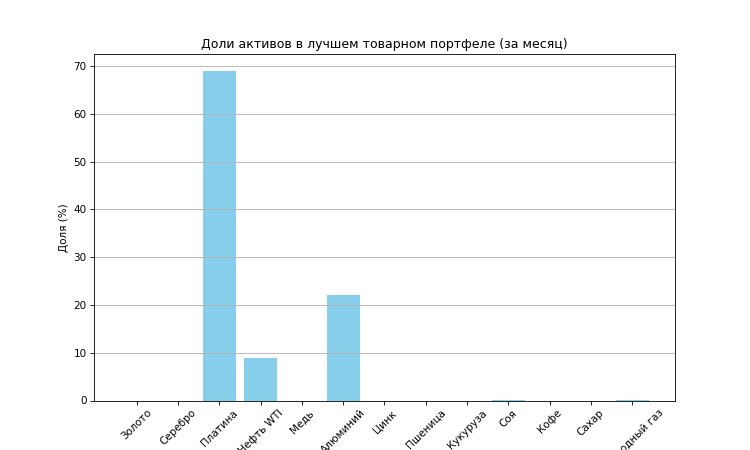 Доли активов в лучшем товарном портфеле (за месяц)
Доля (%)
70
60
50
40
30
20
10
0
Золото
Серебро
Платина
Нефть WTI
Медь
Алюминий
Цинк
Пшеница
Кукуруза
Соя
Кофе
Сахар
газ